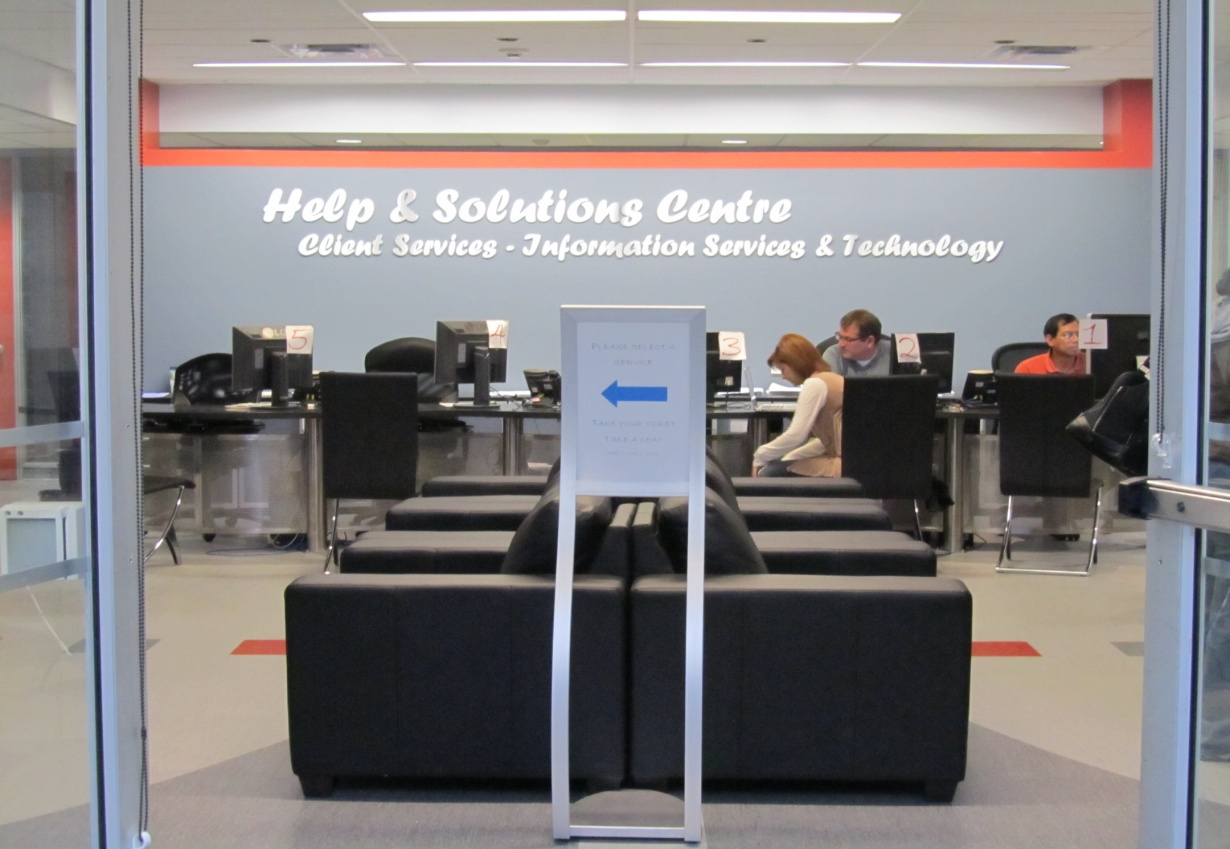 Help & Solutions Centre
Client Services - Information Services & Technology
5
4
3
2
1
PLEASE SELECT A
SERVICE
TAKE YOUR TICKET
TAKE A SEAT